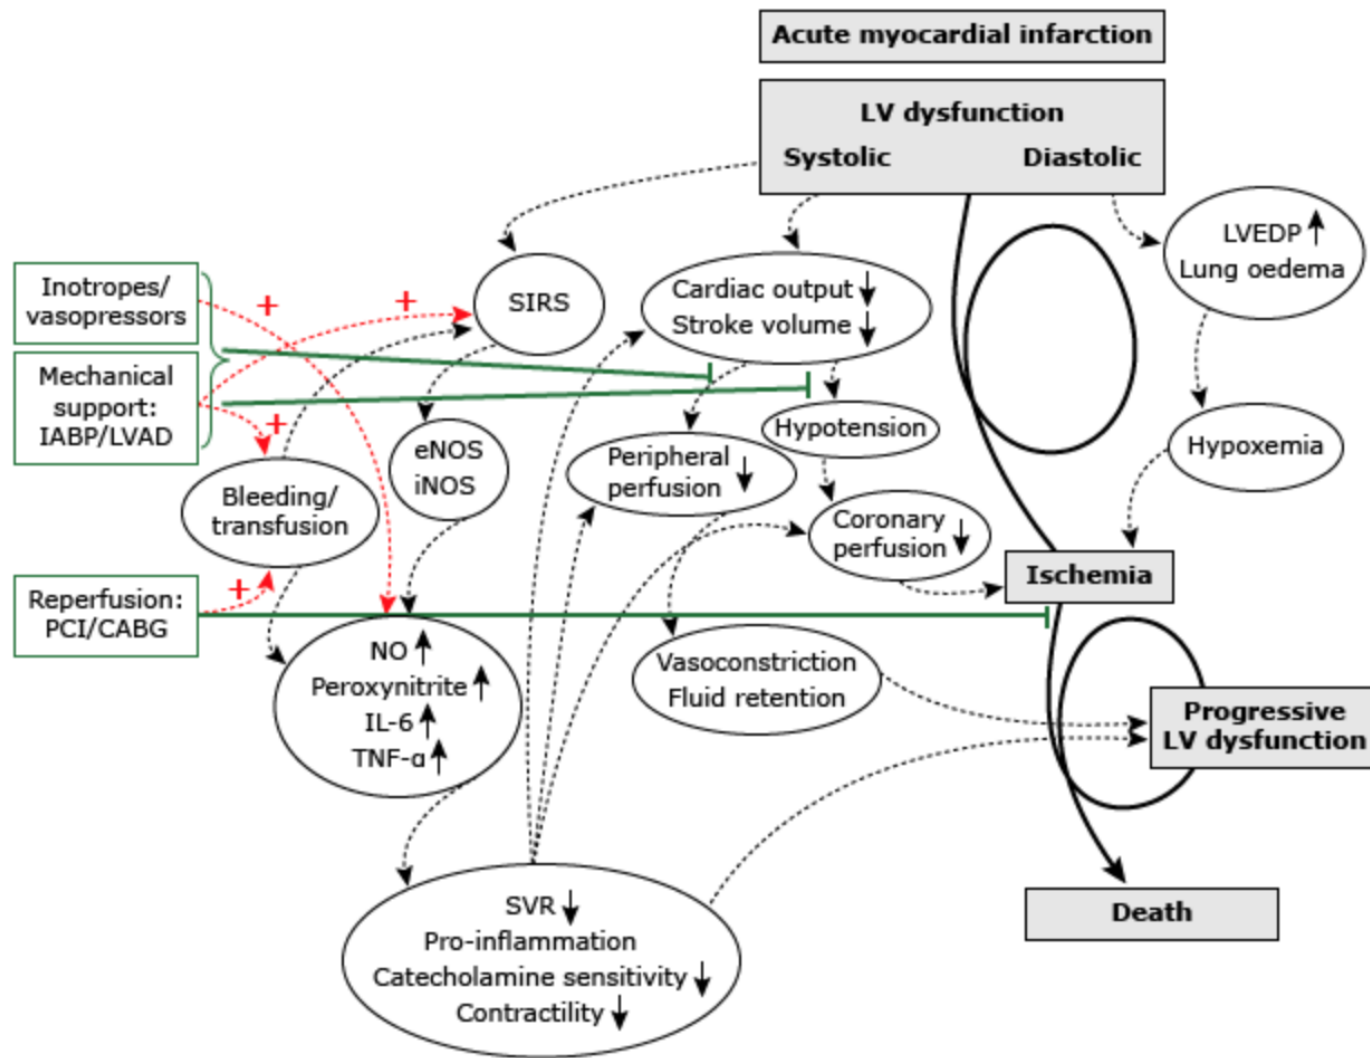 Acute myocardial infarction
LV dysfunction
Systolic
Diastolic
LVEDP ↑
Lung oedema
SIRS
Cardiac output ↓
Stroke volume ↓
Inotropes/
vasopressors
+
+
Mechanical
support:
IABP/LVAD
+
Hypotension
Hypoxemia
eNOS
iNOS
Peripheral
perfusion ↓
Bleeding/
transfusion
Coronary
perfusion ↓
Ischemia
Reperfusion:
PCI/CABG
+
NO ↑
Peroxynitrite ↑
IL-6 ↑
TNF-α ↑
Vasoconstriction
Fluid retention
Progressive
LV dysfunction
SVR ↓
Pro-inflammation
Catecholamine sensitivity ↓
Contractility ↓
Death